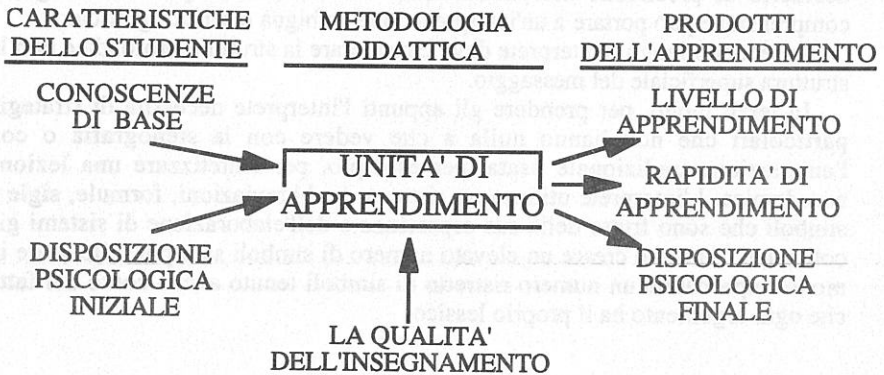 CARATTERISTICHE
DELLO STUDENTE
METODOLOGIA
DIDATTICA
PRODOTTI
DELL'APPRENDIMENTO
CONOSCENZE
DI BASE
DISPOSIZIONE
PSICOLOGICA
INIZIALE
UNITA' DI
APPRENDIMENTO
LA QUALITA'
DELL'INSEGNAMENTO
LIVELLO DI
APPRENDIMENTO
RAPIDITA' DI
APPRENDIMENTO
DISPOSIZIONE
PSICOLOGICA
FINALE